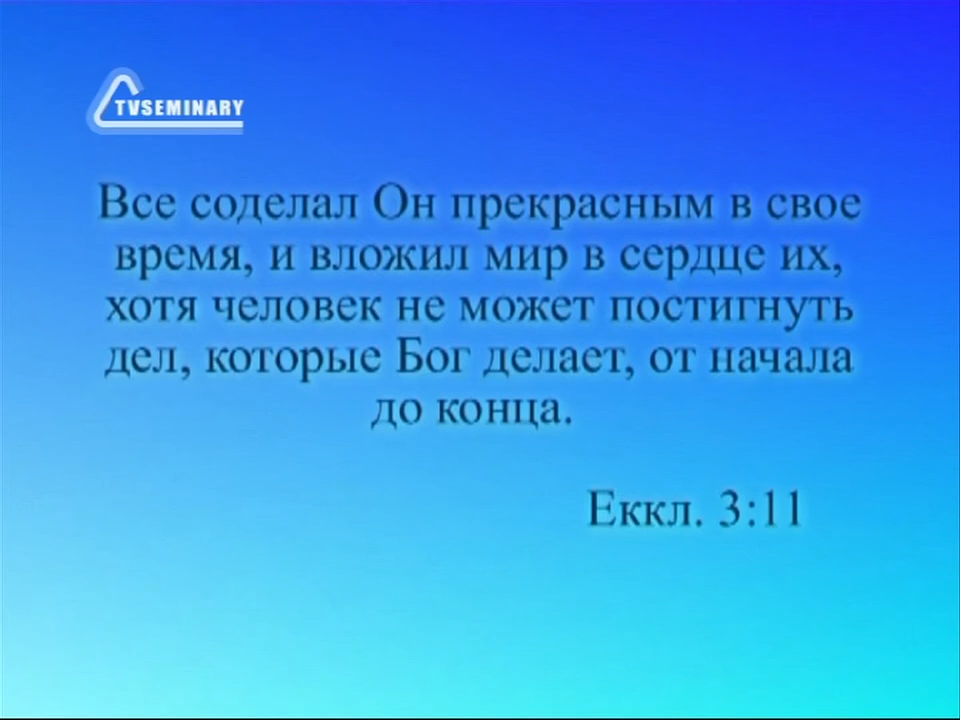 TVSEMINARY
Все соделал Он прекрасным в свое
время, и вложил мир в сердце их,
хотя человек не может постигнуть
дел, которые Бог делает, от начала
до конца.
Еккл. 3:11